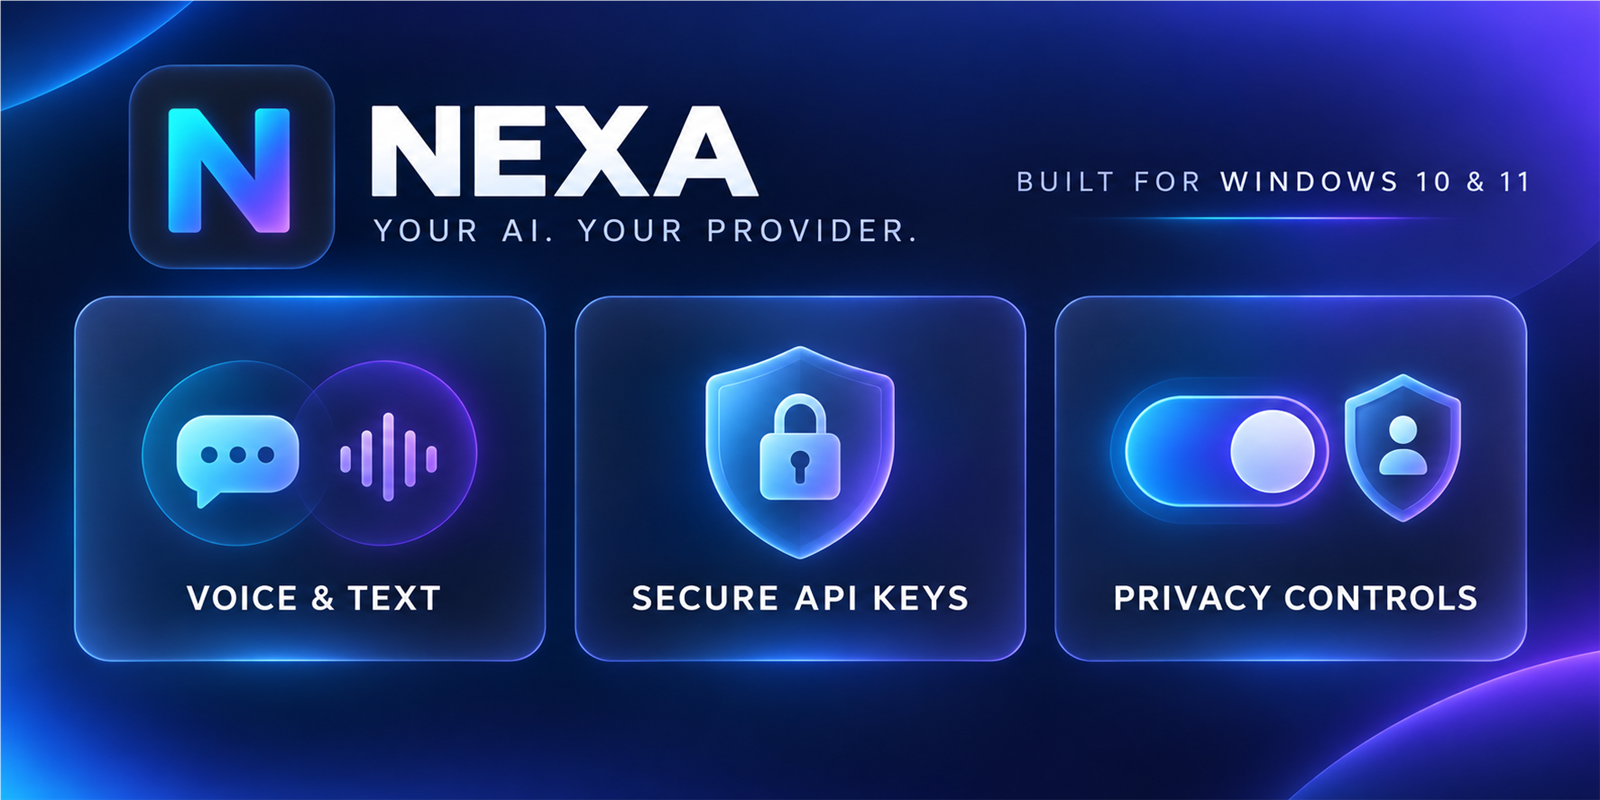 N
NEXA
YOUR AI. YOUR PROVIDER.
BUILT FOR WINDOWS 10 & 11
VOICE & TEXT
SECURE API KEYS
PRIVACY CONTROLS